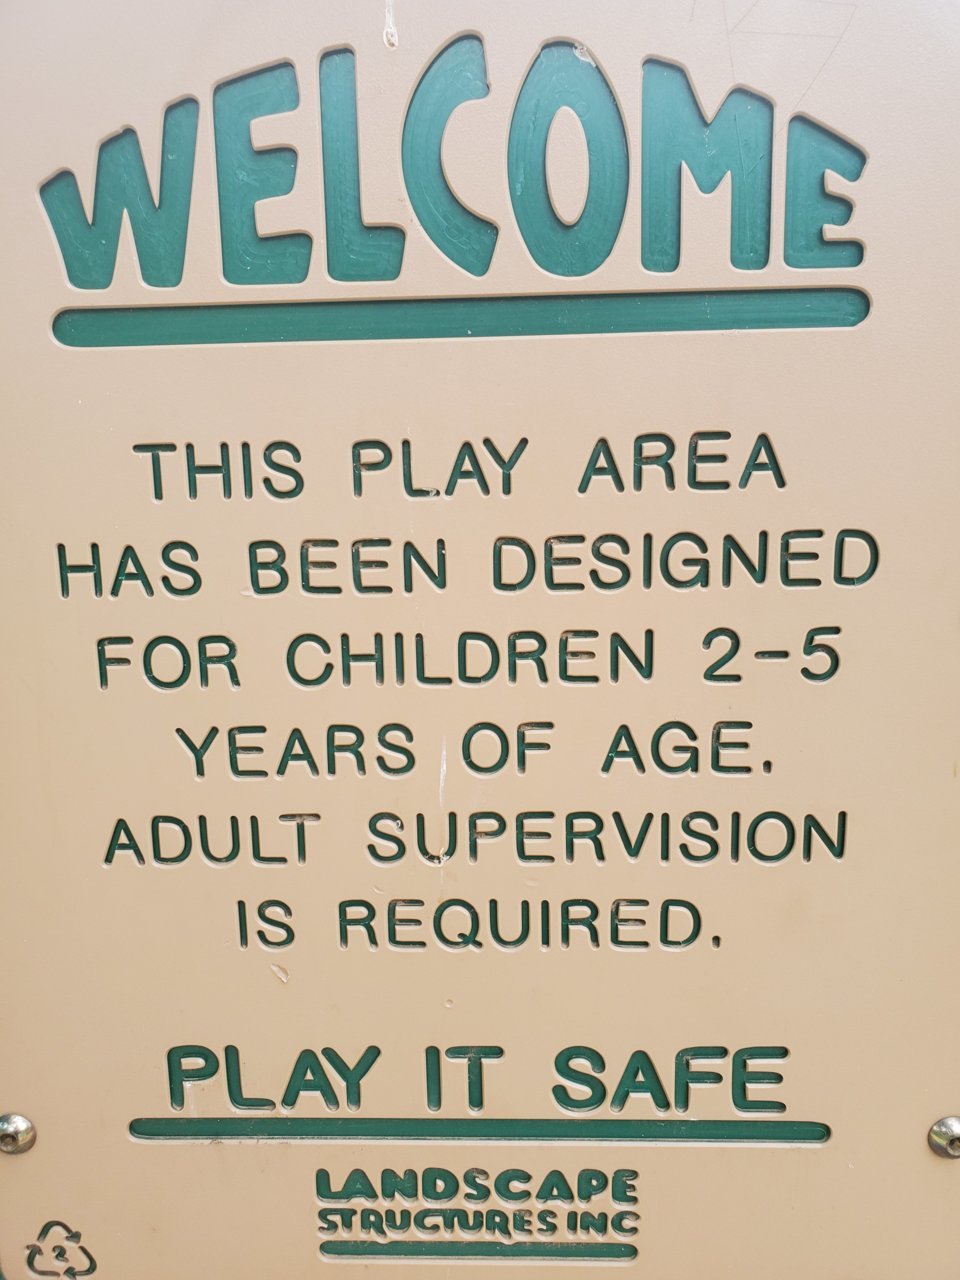 WELCOME
THIS PLAY AREA
HAS BEEN DESIGNED
FOR CHILDREN 2-5
YEARS OF AGE.
ADULT SUPERVISION
IS REQUIRED.
PLAY IT SAFE
LANDSCAPE
STRUCTURES INC
2